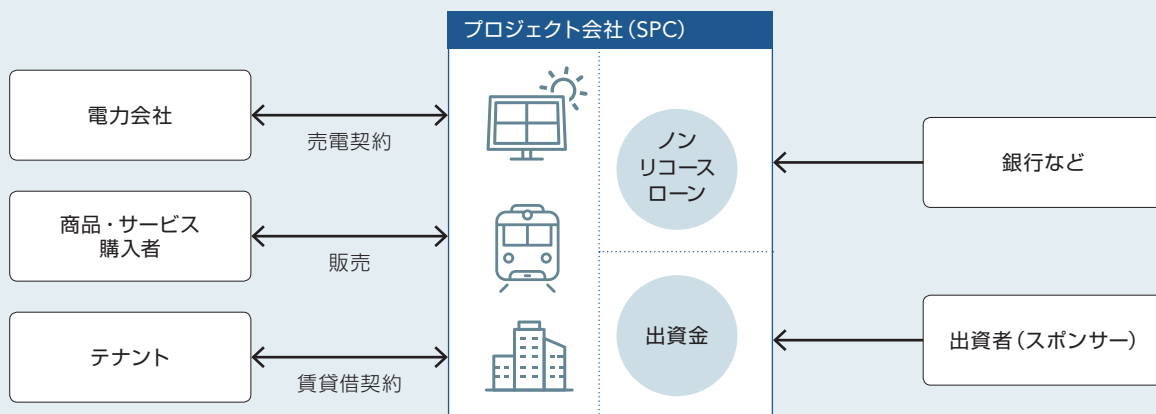 プロジェクト会社（SPC）
電力会社
売電契約
商品・サービス
購入者
販売
テナント
賃貸借契約
ノン
リコース
ローン
出資金
銀行など
出資者（スポンサー）